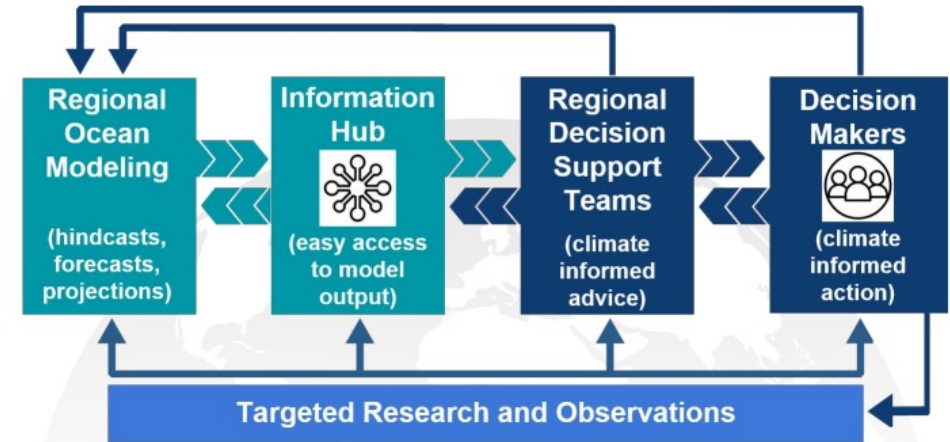 Regional
Ocean
Modeling
(hindcasts,
forecasts,
projections)
Information
Hub
(easy access
to model
output)
Regional
Decision
Support
Teams
(climate
informed
advice)
Decision
Makers
(climate
informed
action)
Targeted Research and Observations